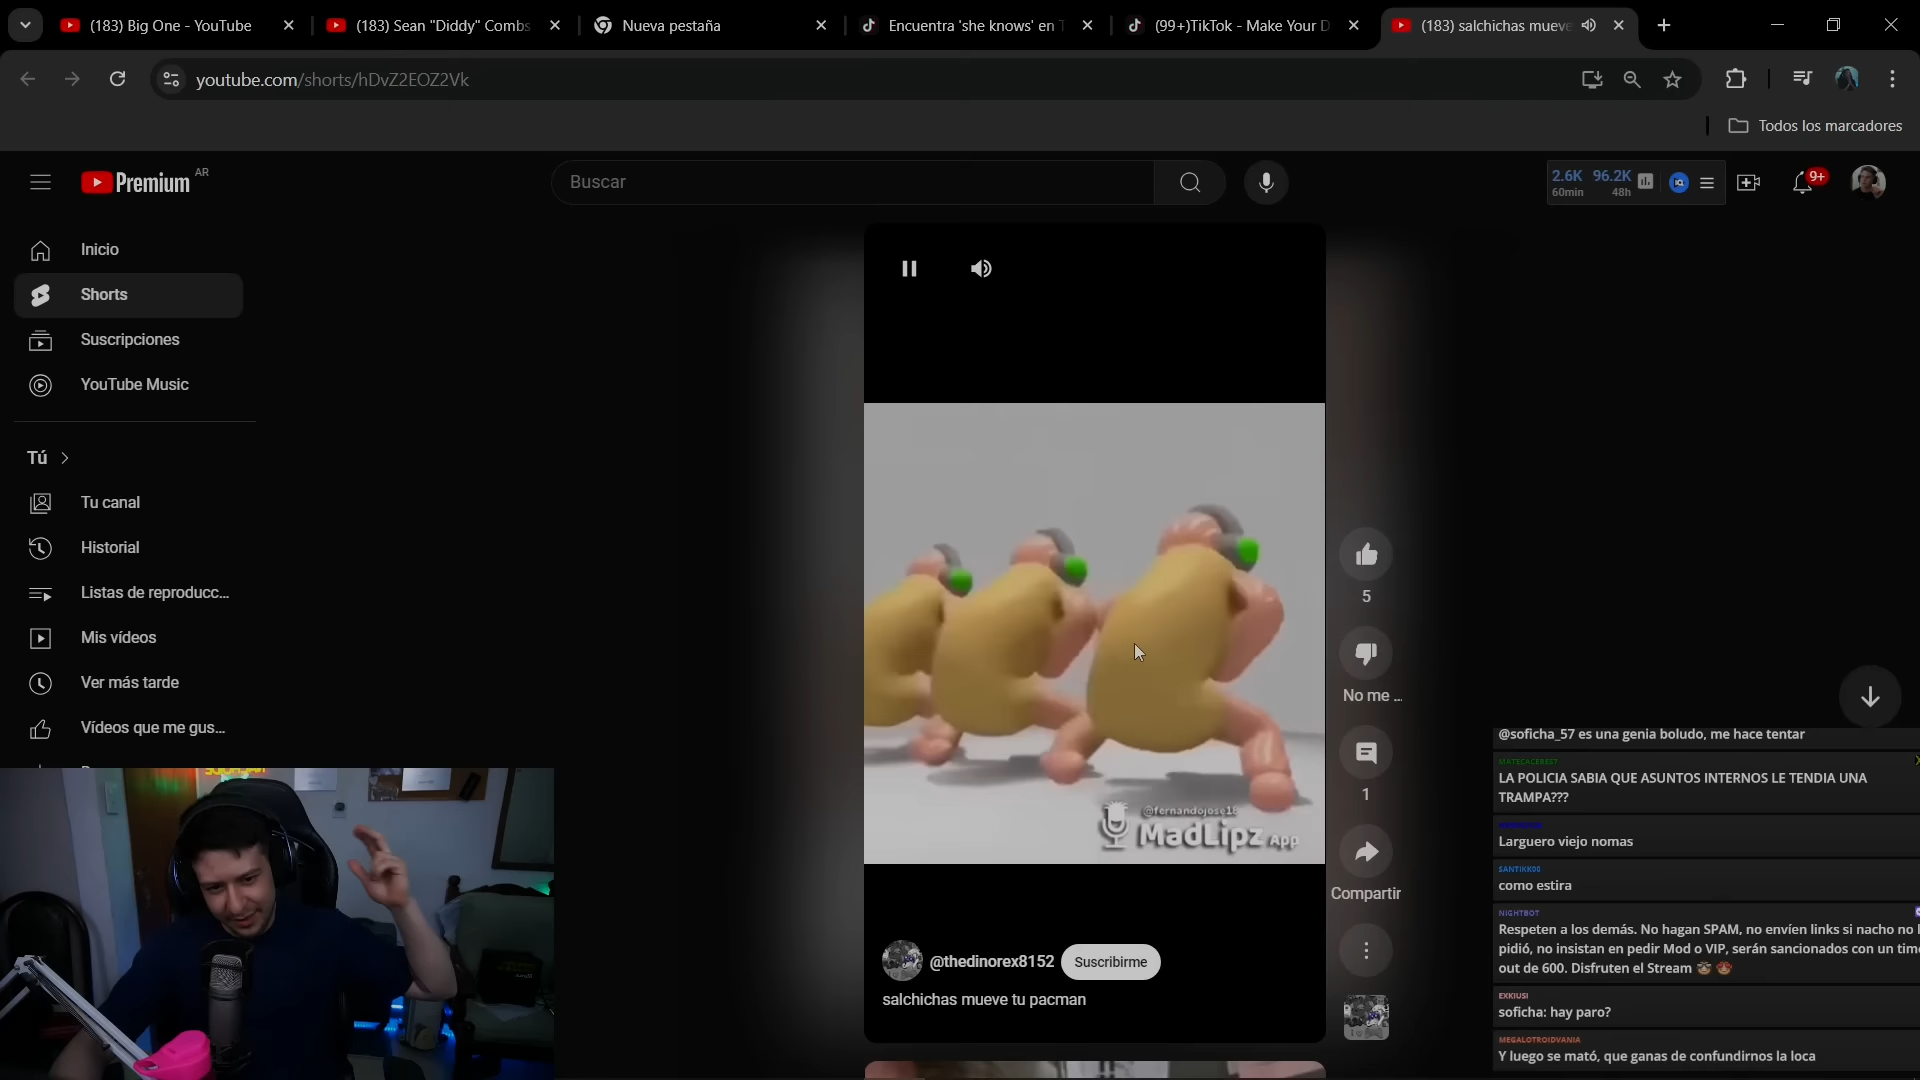 (183) Big One - YouTube
(183) Sean "Diddy" Combs
Nueva pestaña
Encuentra 'she knows' en T
(99+)TikTok - Make Your D
(183) salchichas mueve
youtube.com/shorts/hDvZ2EOZ2Vk
Todos los marcadores
Premium AR
Buscar
2.6K 96.2K
60min 48h
9+
Inicio
Shorts
Suscripciones
YouTube Music
Tú
Tu canal
Historial
Listas de reproducc...
Mis vídeos
Ver más tarde
Vídeos que me gus...
5
No me ...
1
Compartir
@fernandojose18
MadLipz App
@thedinorex8152
Suscribirme
salchichas mueve tu pacman
@soficha_57 es una genia boludo, me hace tentar
LA POLICIA SABIA QUE ASUNTOS INTERNOS LE TENDIA UNA
TRAMPA???
Larguero viejo nomas
SANTIKK00
como estira
NIGHTBOT
Respeten a los demás. No hagan SPAM, no envíen links si nacho no l
pidió, no insistan en pedir Mod o VIP, serán sancionados con un time
out de 600. Disfruten el Stream
EXKIUSI
soficha: hay paro?
MEGALOTROIDVANIA
Y luego se mató, que ganas de confundirnos la loca